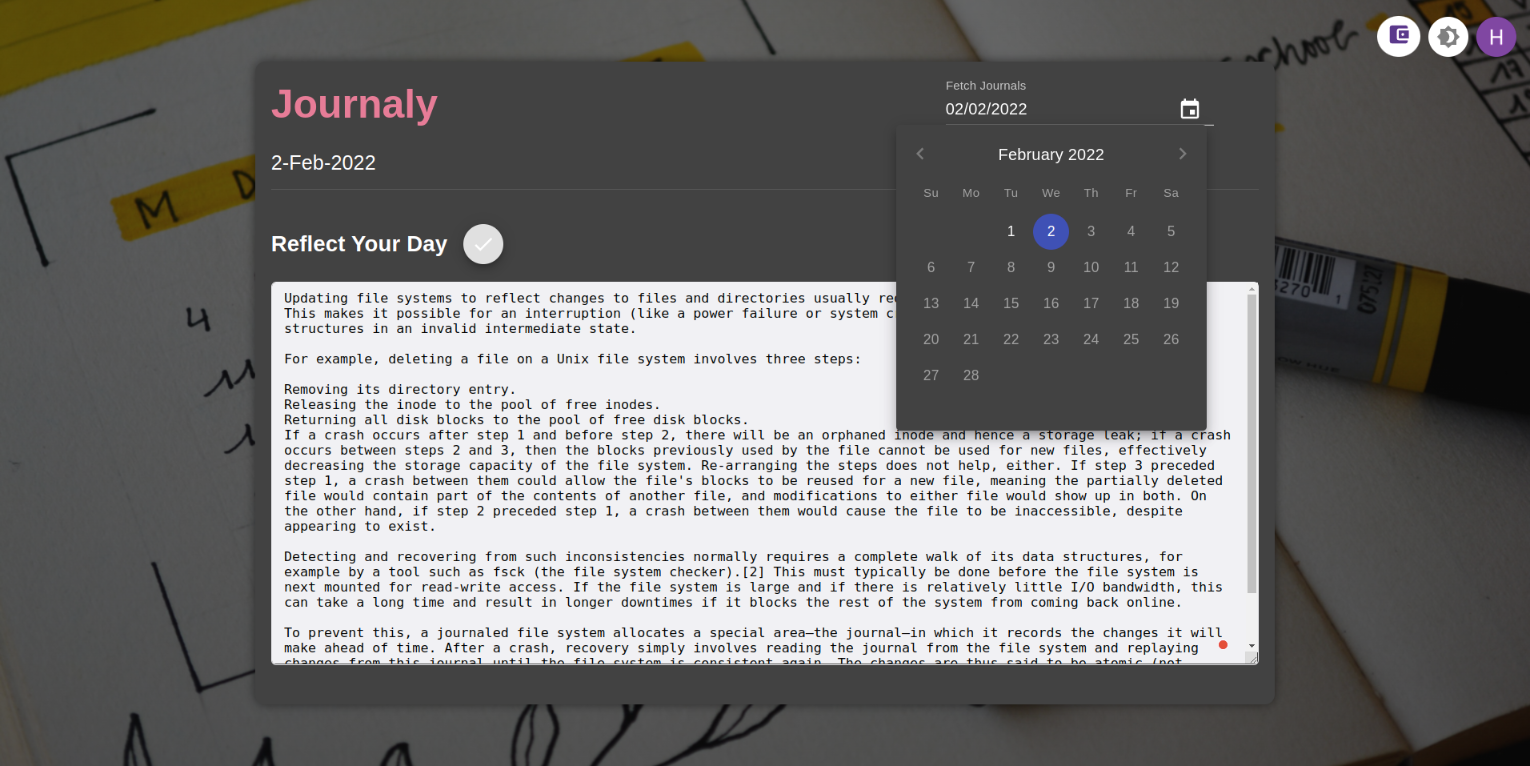 school
15
17
H
Journaly
Fetch Journals
02/02/2022
2-Feb-2022
February 2022
Su Mo Tu We Th Fr Sa
1 2 3 4 5
6 7 8 9 10 11 12
13 14 15 16 17 18 19
20 21 22 23 24 25 26
27 28
M D
4
3270 1
075127
Reflect Your Day
Updating file systems to reflect changes to files and directories usually
This makes it possible for an interruption (like a power failure or system
structures in an invalid intermediate state.
For example, deleting a file on a Unix file system involves three steps:
Removing its directory entry.
Releasing the inode to the pool of free inodes.
Returning all disk blocks to the pool of free disk blocks.
If a crash occurs after step 1 and before step 2, there will be an orphaned inode and hence a storage leak; if a crash
occurs between steps 2 and 3, then the blocks previously used by the file cannot be used for new files, effectively
decreasing the storage capacity of the file system. Re-arranging the steps does not help, either. If step 3 preceded
step 1, a crash between them could allow the file's blocks to be reused for a new file, meaning the partially deleted
file would contain part of the contents of another file, and modifications to either file would show up in both. On
the other hand, if step 2 preceded step 1, a crash between them would cause the file to be inaccessible, despite
appearing to exist.
Detecting and recovering from such inconsistencies normally requires a complete walk of its data structures, for
example by a tool such as fsck (the file system checker).[2] This must typically be done before the file system is
next mounted for read-write access. If the file system is large and if there is relatively little I/O bandwidth, this
can take a long time and result in longer downtimes if it blocks the rest of the system from coming back online.
To prevent this, a journaled file system allocates a special area—the journal—in which it records the changes it will
make ahead of time. After a crash, recovery simply involves reading the journal from the file system and replaying
changes from this journal until the file system is consistent again. The changes are thus said to be atomic (not